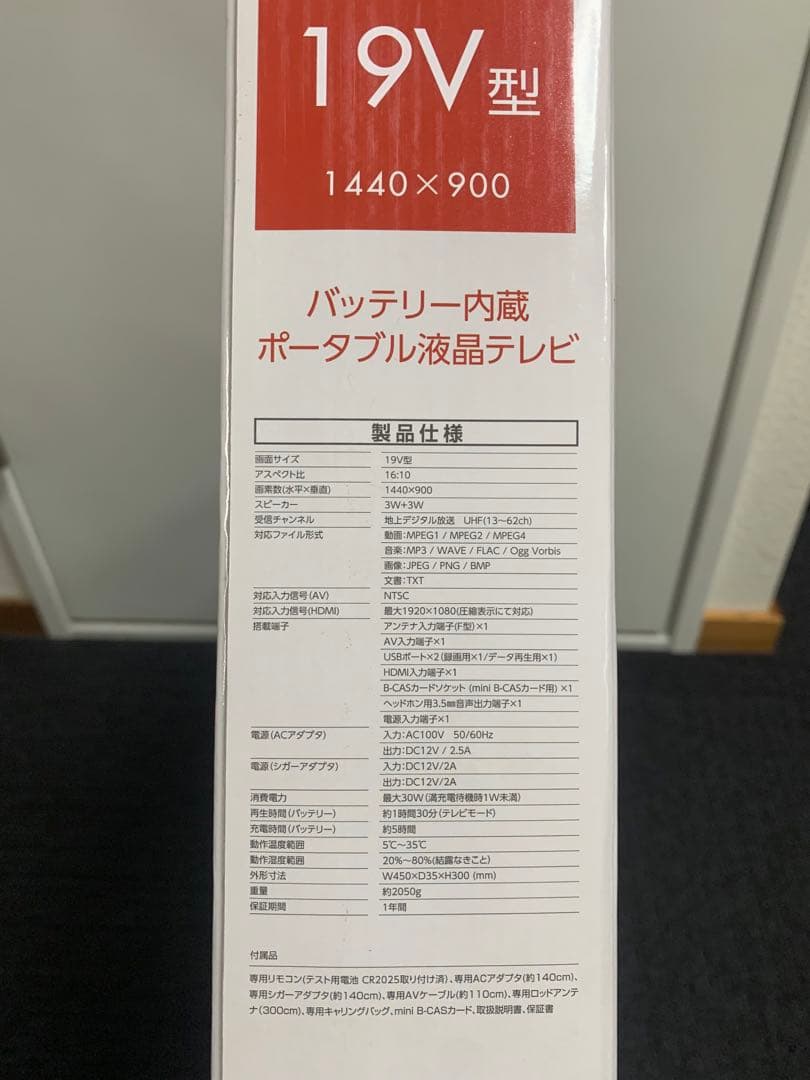 19V型
1440×900
バッテリー内蔵
ポータブル液晶テレビ
製品仕様
画面サイズ 19V型
アスペクト比 16:10
画素数(水平×垂直) 1440×900
スピーカー 3W+3W
受信チャンネル 地上デジタル放送 UHF(13〜62ch)
対応ファイル形式 動画:MPEG1 / MPEG2 / MPEG4
音楽:MP3 / WAVE / FLAC / Ogg Vorbis
画像:JPEG / PNG / BMP
文書:TXT
対応入力信号(AV) NTSC
対応入力信号(HDMI) 最大1920×1080(圧縮表示にて対応)
搭載端子 アンテナ入力端子(F型)×1
AV入力端子×1
USBポート×2(録画用×1/データ再生用×1)
HDMI入力端子×1
B-CASカードソケット (mini B-CASカード用) ×1
ヘッドホン用3.5㎜音声出力端子×1
電源入力端子×1
電源(ACアダプタ) 入力:AC100V 50/60Hz
出力:DC12V / 2.5A
電源(シガーアダプタ) 入力:DC12V/2A
出力:DC12V/2A
消費電力 最大30W(満充電待機時1W未満)
再生時間(バッテリー) 約1時間30分(テレビモード)
充電時間(バッテリー) 約5時間
動作温度範囲 5℃〜35℃
動作湿度範囲 20%〜80%(結露なきこと)
外形寸法 W450×D35×H300 (mm)
重量 約2050g
保証期間 1年間
付属品
専用リモコン(テスト用電池 CR2025取り付け済)、専用ACアダプタ(約140cm)、
専用シガーアダプタ(約140cm)、専用AVケーブル(約110cm)、専用ロッドアンテ
ナ(300cm)、専用キャリングバッグ、mini B-CASカード、取扱説明書、保証書